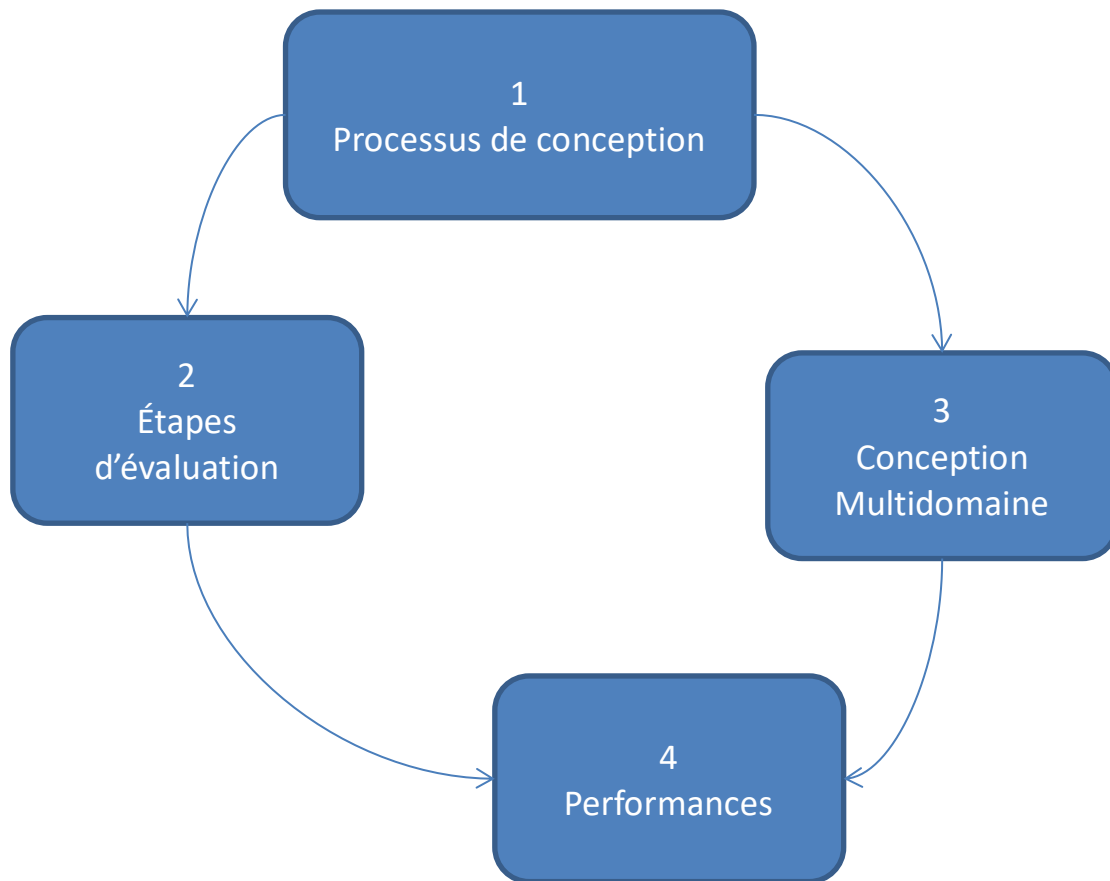 1
Processus de conception
2
Étapes
d’évaluation
3
Conception
Multidomaine
4
Performances